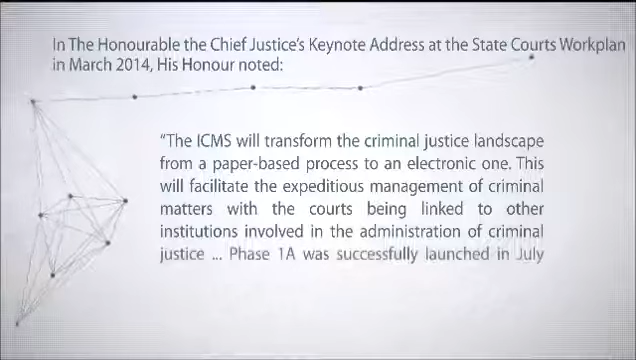 In The Honourable the Chief Justice's Keynote Address at the State Courts Workplan
in March 2014, His Honour noted:
“The ICMS will transform the criminal justice landscape
from a paper-based process to an electronic one. This
will facilitate the expeditious management of criminal
matters with the courts being linked to other
institutions involved in the administration of criminal
justice ... Phase 1A was successfully launched in July